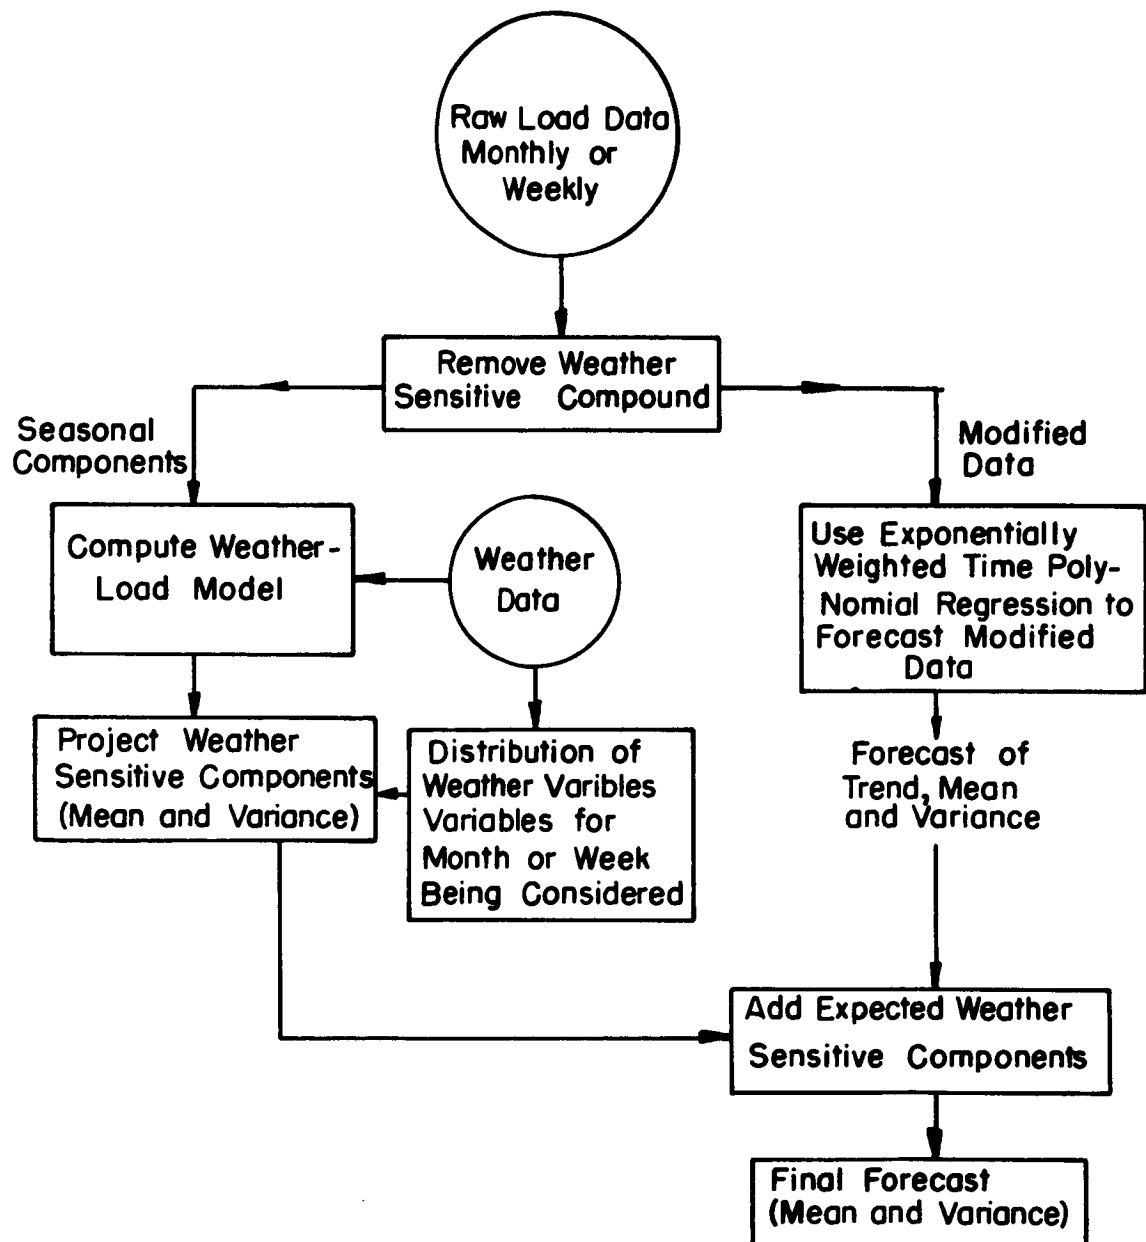 Raw Load Data
Monthly or
Weekly
Remove Weather
Sensitive Compound
Seasonal
Components
Modified
Data
Compute Weather-
Load Model
Weather
Data
Use Exponentially
Weighted Time Poly-
Nomial Regression to
Forecast Modified
Data
Project Weather
Sensitive Components
(Mean and Variance)
Distribution of
Weather Varibles
Variables for
Month or Week
Being Considered
Forecast of
Trend, Mean
and Variance
Add Expected Weather
Sensitive Components
Final Forecast
(Mean and Variance)